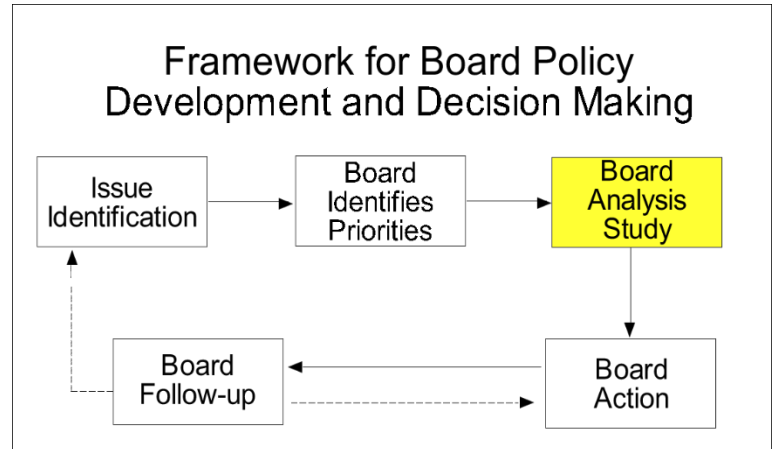 Framework for Board Policy
Development and Decision Making
Issue
Identification
Board
Identifies
Priorities
Board
Analysis
Study
Board
Follow-up
Board
Action